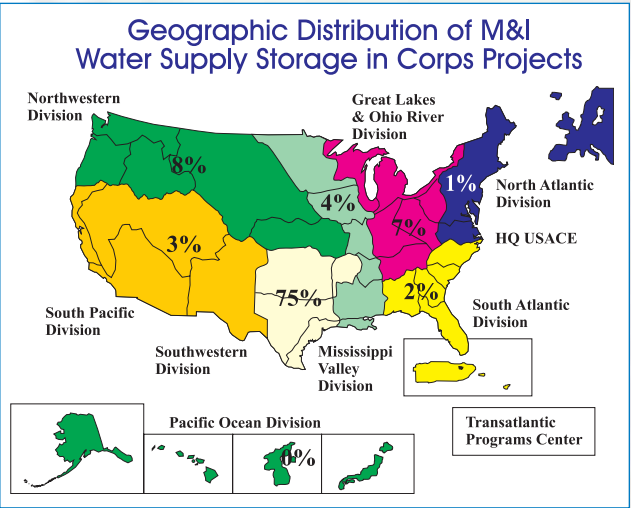 Geographic Distribution of M&I
Water Supply Storage in Corps Projects
Northwestern
Division
Great Lakes
& Ohio River
Division
8%
4%
1%
North Atlantic
Division
7%
HQ USACE
3%
75%
2%
South Pacific
Division
South Atlantic
Division
Southwestern
Division
Mississippi
Valley
Division
Pacific Ocean Division
Transatlantic
Programs Center
0%